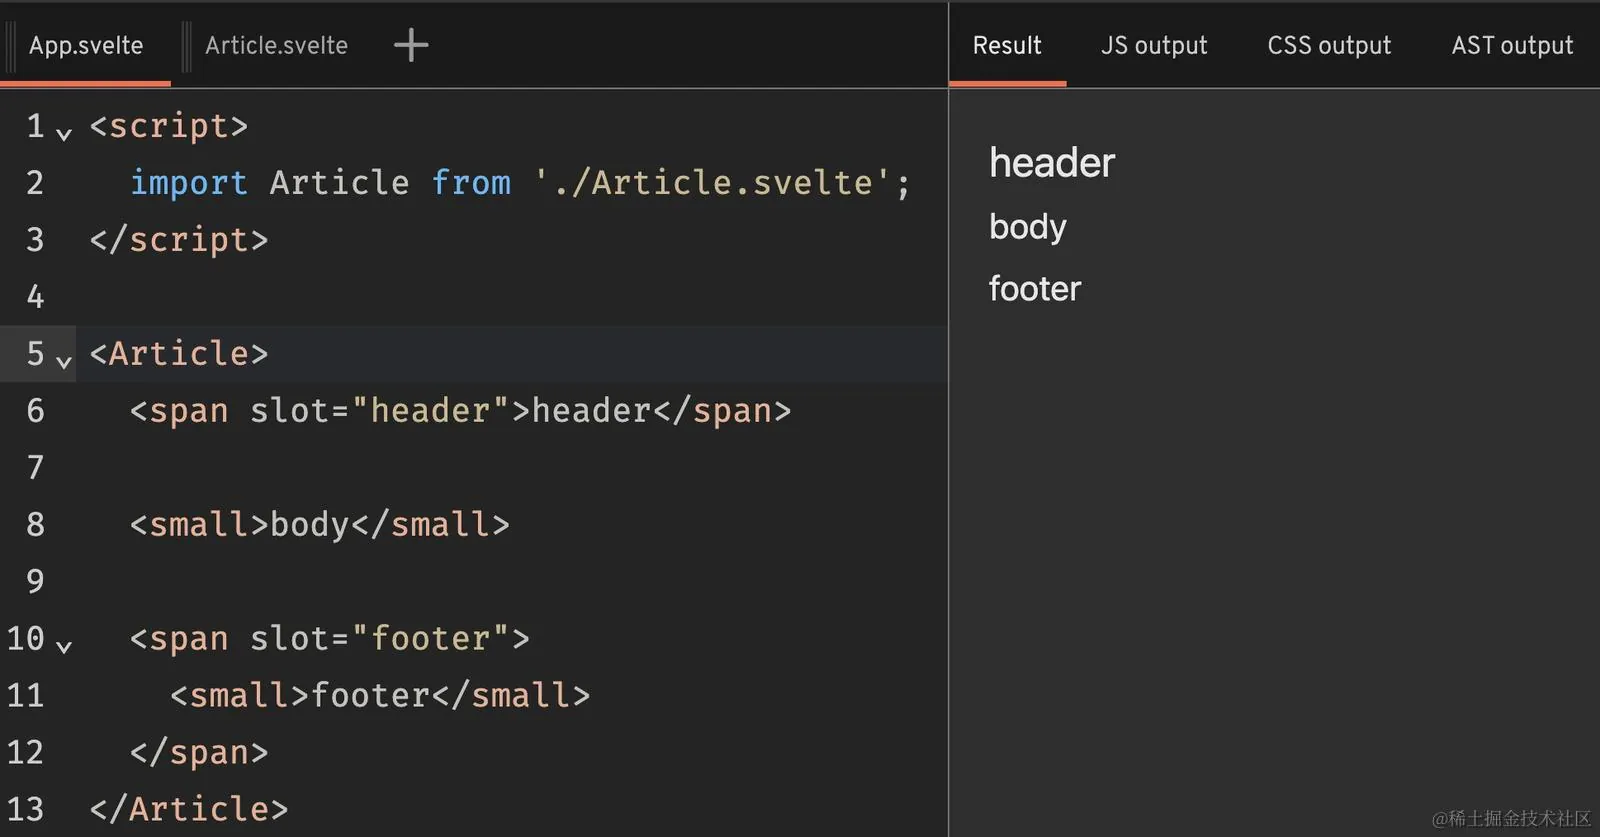 App.svelte Article.svelte +
Result JS output CSS output AST output
1 <script>
2   import Article from './Article.svelte';
3 </script>
4
5 <Article>
6   <span slot="header">header</span>
7
8   <small>body</small>
9
10   <span slot="footer">
11     <small>footer</small>
12   </span>
13 </Article>
header
body
footer
@稀土掘金技术社区